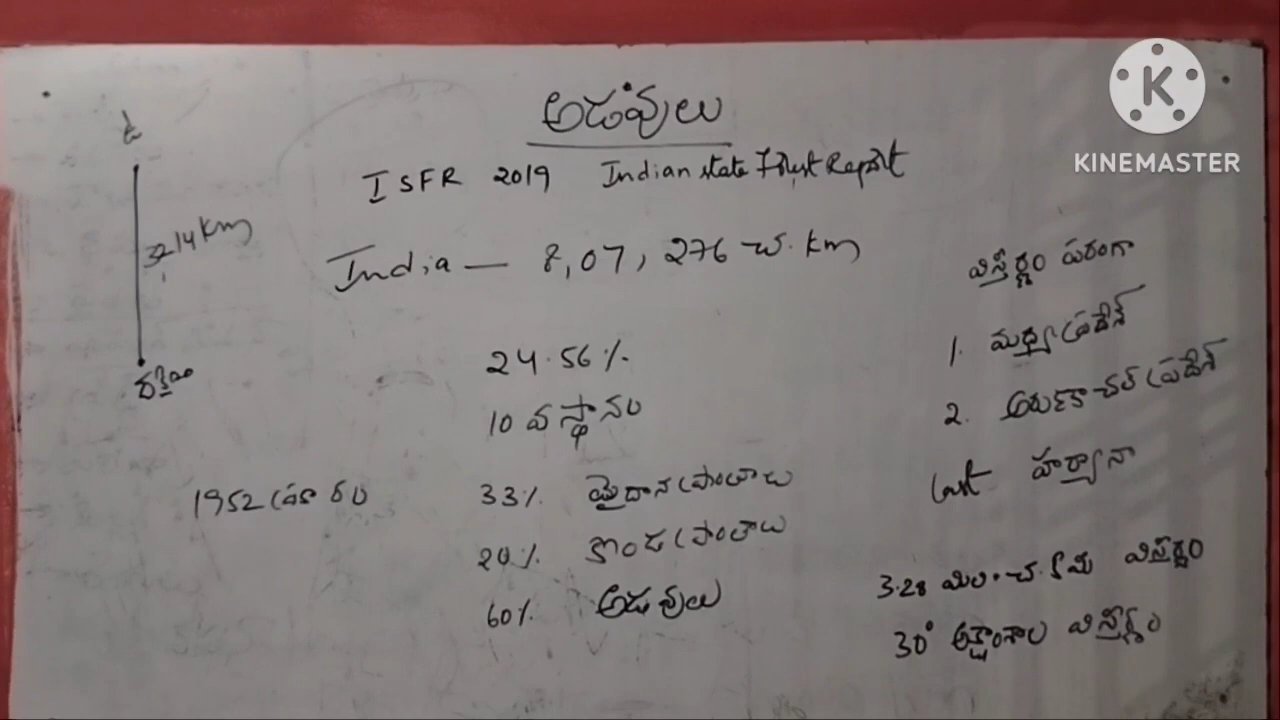 అడవులు
ISFR 2019 Indian state Forest Report
ఉ
3214 Km
దక్షిణం
India — 8,07,276 చ. km
24.56%
10 వ స్థానం
1952 ప్రకారం
33% మైదాన ప్రాంతాలు
20% కొండ ప్రాంతాలు
60% అడవులు
విస్తీర్ణం పరంగా
1. మధ్యప్రదేశ్
2. అరుణాచల్ ప్రదేశ్
last హర్యానా
3.28 మిలి. చ. కిమీ విస్తీర్ణం
30° అక్షాంశాల విస్తీర్ణం
KINEMASTER